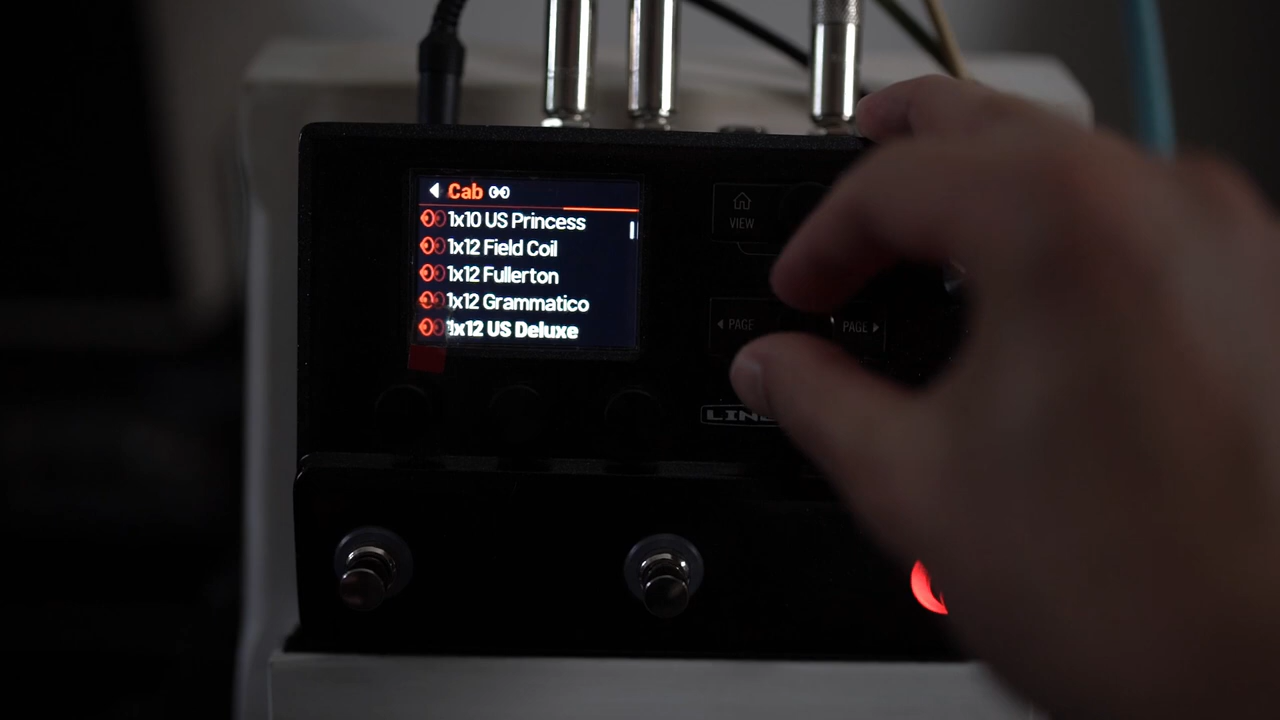 Cab
1x10 US Princess
1x12 Field Coil
1x12 Fullerton
1x12 Grammatico
1x12 US Deluxe
VIEW
PAGE
PAGE